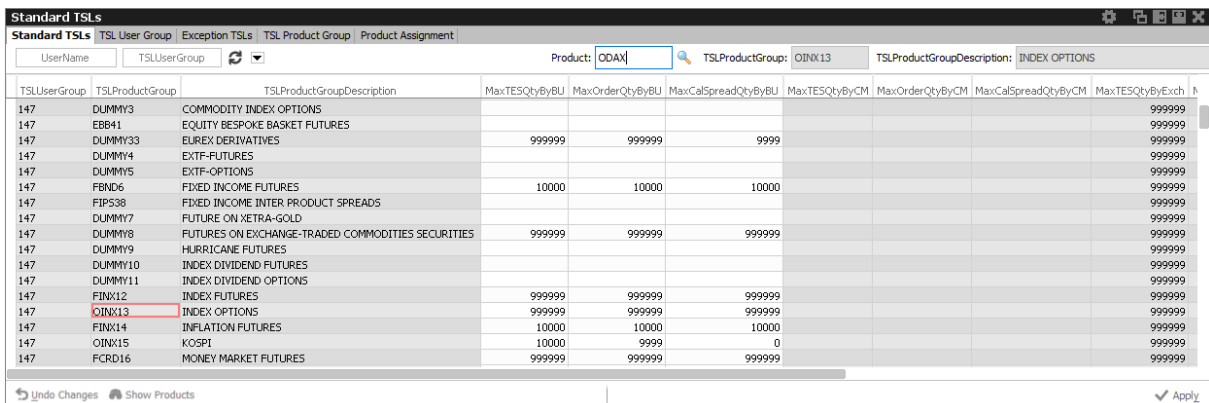 Standard TSLs
Standard TSLs TSL User Group Exception TSLs TSL Product Group Product Assignment
UserName TSLUserGroup Product: ODAX TSLProductGroup: OINX13 TSLProductGroupDescription: INDEX OPTIONS
TSLUserGroup TSLProductGroup TSLProductGroupDescription MaxTESQtyByBU MaxOrderQtyByBU MaxCalSpreadQtyByBU MaxTESQtyByCM MaxOrderQtyByCM MaxCalSpreadQtyByCM MaxTESQtyByExch
147 DUMMY3 COMMODITY INDEX OPTIONS 999999
147 EBB41 EQUITY BESPOKE BASKET FUTURES 999999
147 DUMMY33 EUREX DERIVATIVES 999999 999999 9999 999999
147 DUMMY4 EXTF-FUTURES 999999
147 DUMMY5 EXTF-OPTIONS 999999
147 FBND6 FIXED INCOME FUTURES 10000 10000 10000 999999
147 FIPS38 FIXED INCOME INTER PRODUCT SPREADS 999999
147 DUMMY7 FUTURE ON XETRA-GOLD 999999
147 DUMMY8 FUTURES ON EXCHANGE-TRADED COMMODITIES SECURITIES 999999 999999 999999 999999
147 DUMMY9 HURRICANE FUTURES 999999
147 DUMMY10 INDEX DIVIDEND FUTURES 999999
147 DUMMY11 INDEX DIVIDEND OPTIONS 999999
147 FINX12 INDEX FUTURES 999999 999999 999999 999999
147 OINX13 INDEX OPTIONS 999999 999999 999999 999999
147 FINX14 INFLATION FUTURES 10000 10000 10000 999999
147 OINX15 KOSPI 10000 9999 0 999999
147 FCRD16 MONEY MARKET FUTURES 999999 999999 999999 999999
Undo Changes Show Products Apply